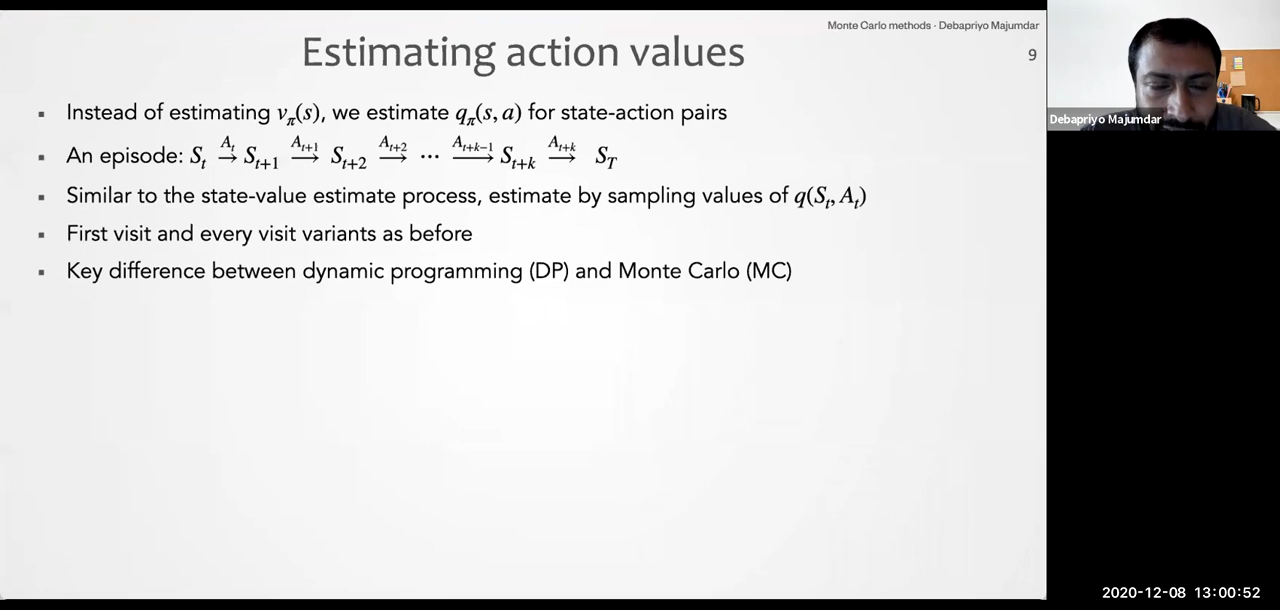 Monte Carlo methods · Debapriyo Majumdar
Estimating action values
9
▪ Instead of estimating vπ(s), we estimate qπ(s, a) for state-action pairs
▪ An episode: Sₜ —Aₜ→ Sₜ₊₁ —Aₜ₊₁→ Sₜ₊₂ —Aₜ₊₂→ ⋯ —Aₜ₊ₖ₋₁→ Sₜ₊ₖ —Aₜ₊ₖ→ S_T
▪ Similar to the state-value estimate process, estimate by sampling values of q(Sₜ, Aₜ)
▪ First visit and every visit variants as before
▪ Key difference between dynamic programming (DP) and Monte Carlo (MC)
Debapriyo Majumdar
2020-12-08 13:00:52